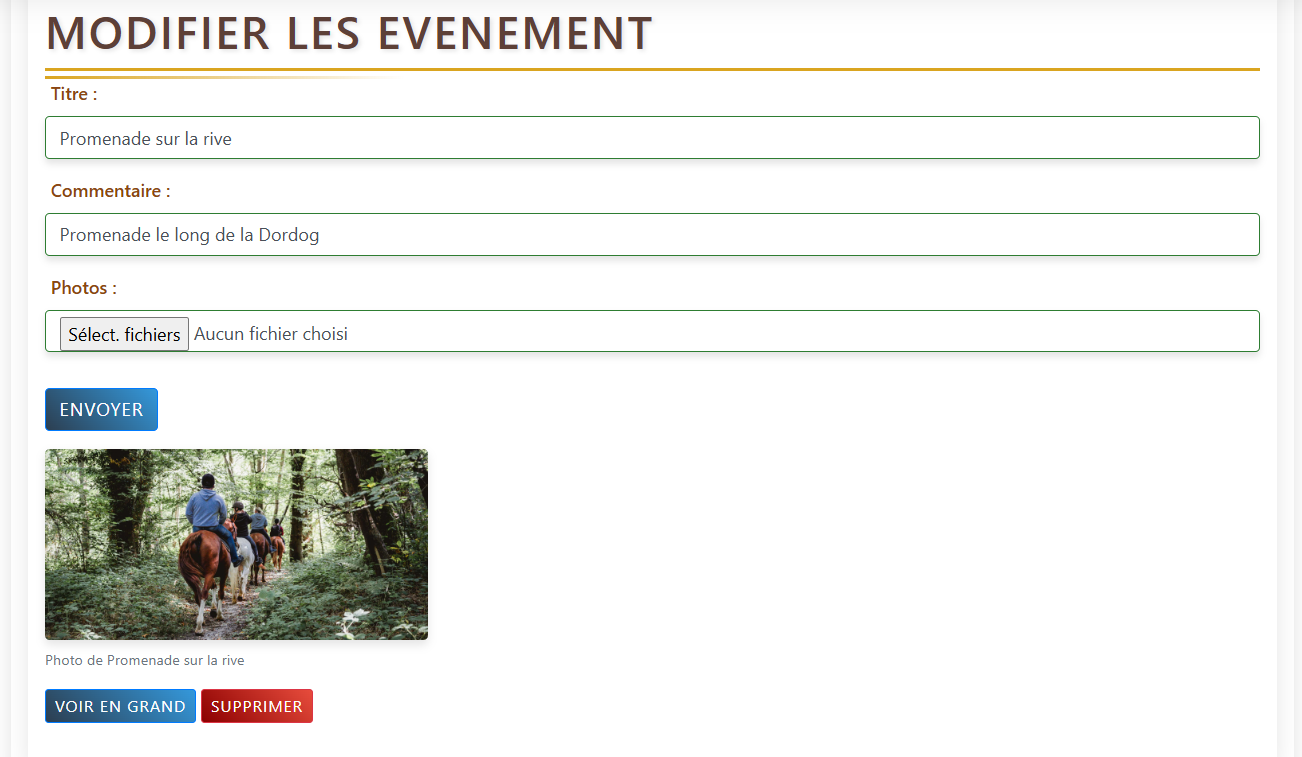 MODIFIER LES EVENEMENT
Titre :
Promenade sur la rive
Commentaire :
Promenade le long de la Dordog
Photos :
Sélect. fichiers Aucun fichier choisi
ENVOYER
Photo de Promenade sur la rive
VOIR EN GRAND SUPPRIMER